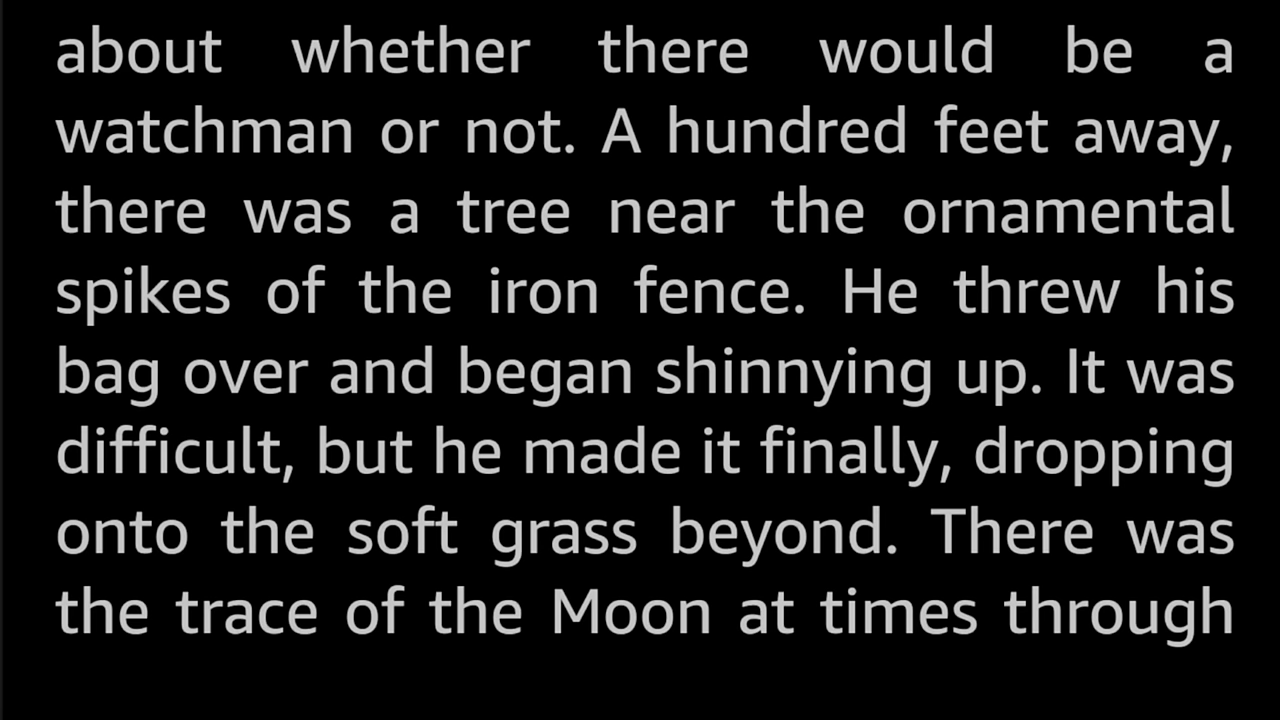 about whether there would be a
watchman or not. A hundred feet away,
there was a tree near the ornamental
spikes of the iron fence. He threw his
bag over and began shinnying up. It was
difficult, but he made it finally, dropping
onto the soft grass beyond. There was
the trace of the Moon at times through